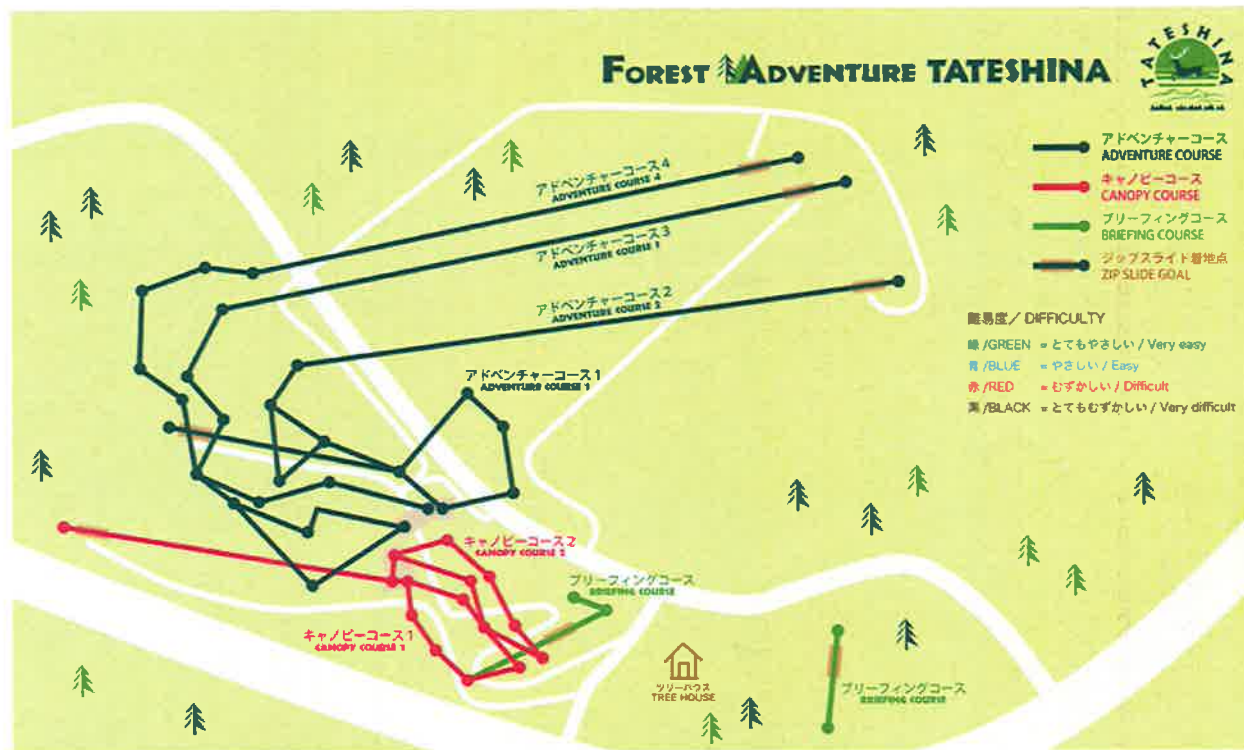 FOREST ADVENTURE TATESHINA
TATESHINA
アドベンチャーコース
ADVENTURE COURSE
キャノピーコース
CANOPY COURSE
ブリーフィングコース
BRIEFING COURSE
ジップスライド着地点
ZIP SLIDE GOAL
難易度／DIFFICULTY
緑/GREEN = とてもやさしい / Very easy
青/BLUE = やさしい / Easy
赤/RED = むずかしい / Difficult
黒/BLACK = とてもむずかしい / Very difficult
アドベンチャーコース4
ADVENTURE COURSE 4
アドベンチャーコース3
ADVENTURE COURSE 3
アドベンチャーコース2
ADVENTURE COURSE 2
アドベンチャーコース1
ADVENTURE COURSE 1
キャノピーコース2
CANOPY COURSE 2
ブリーフィングコース
BRIEFING COURSE
キャノピーコース1
CANOPY COURSE 1
ツリーハウス
TREE HOUSE
ブリーフィングコース
BRIEFING COURSE